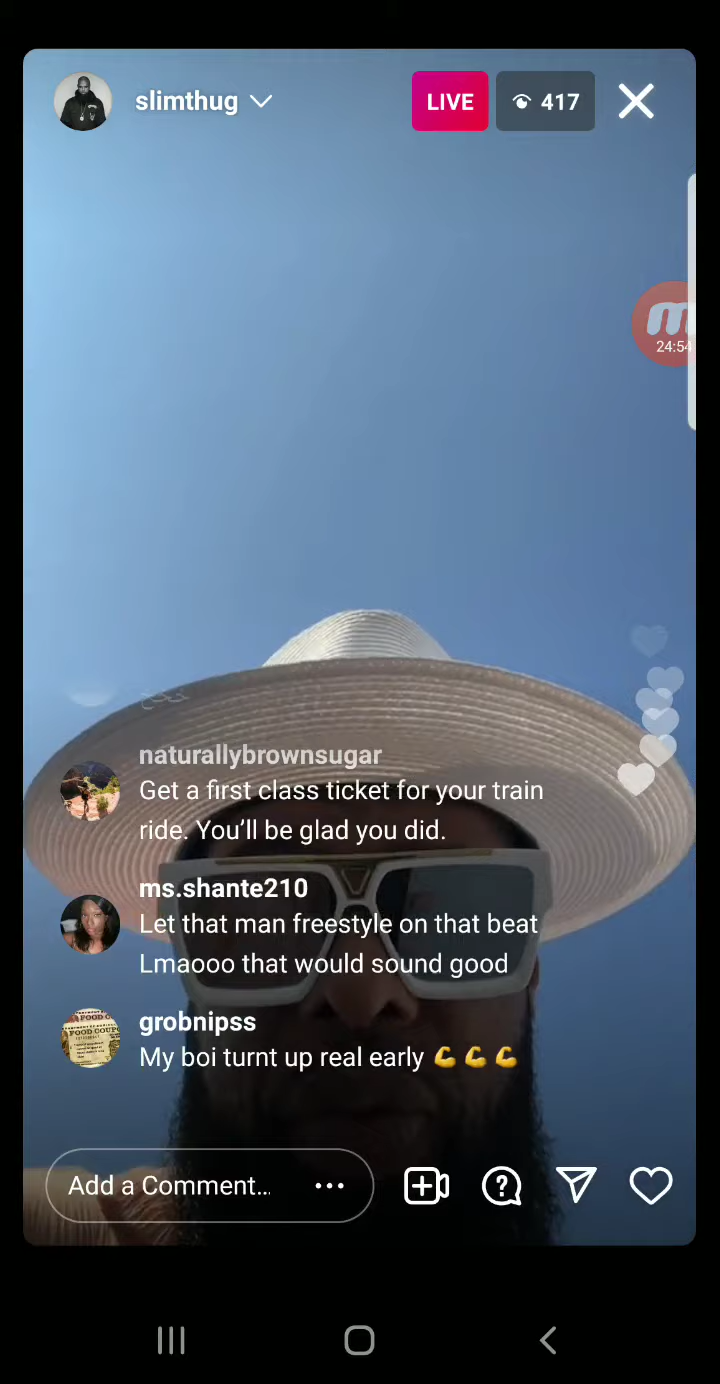 slimthug
LIVE
417
24:54
naturallybrownsugar
Get a first class ticket for your train
ride. You’ll be glad you did.
ms.shante210
Let that man freestyle on that beat
Lmaooo that would sound good
grobnipss
FOOD COUP
My boi turnt up real early 💪💪💪
Add a Comment...